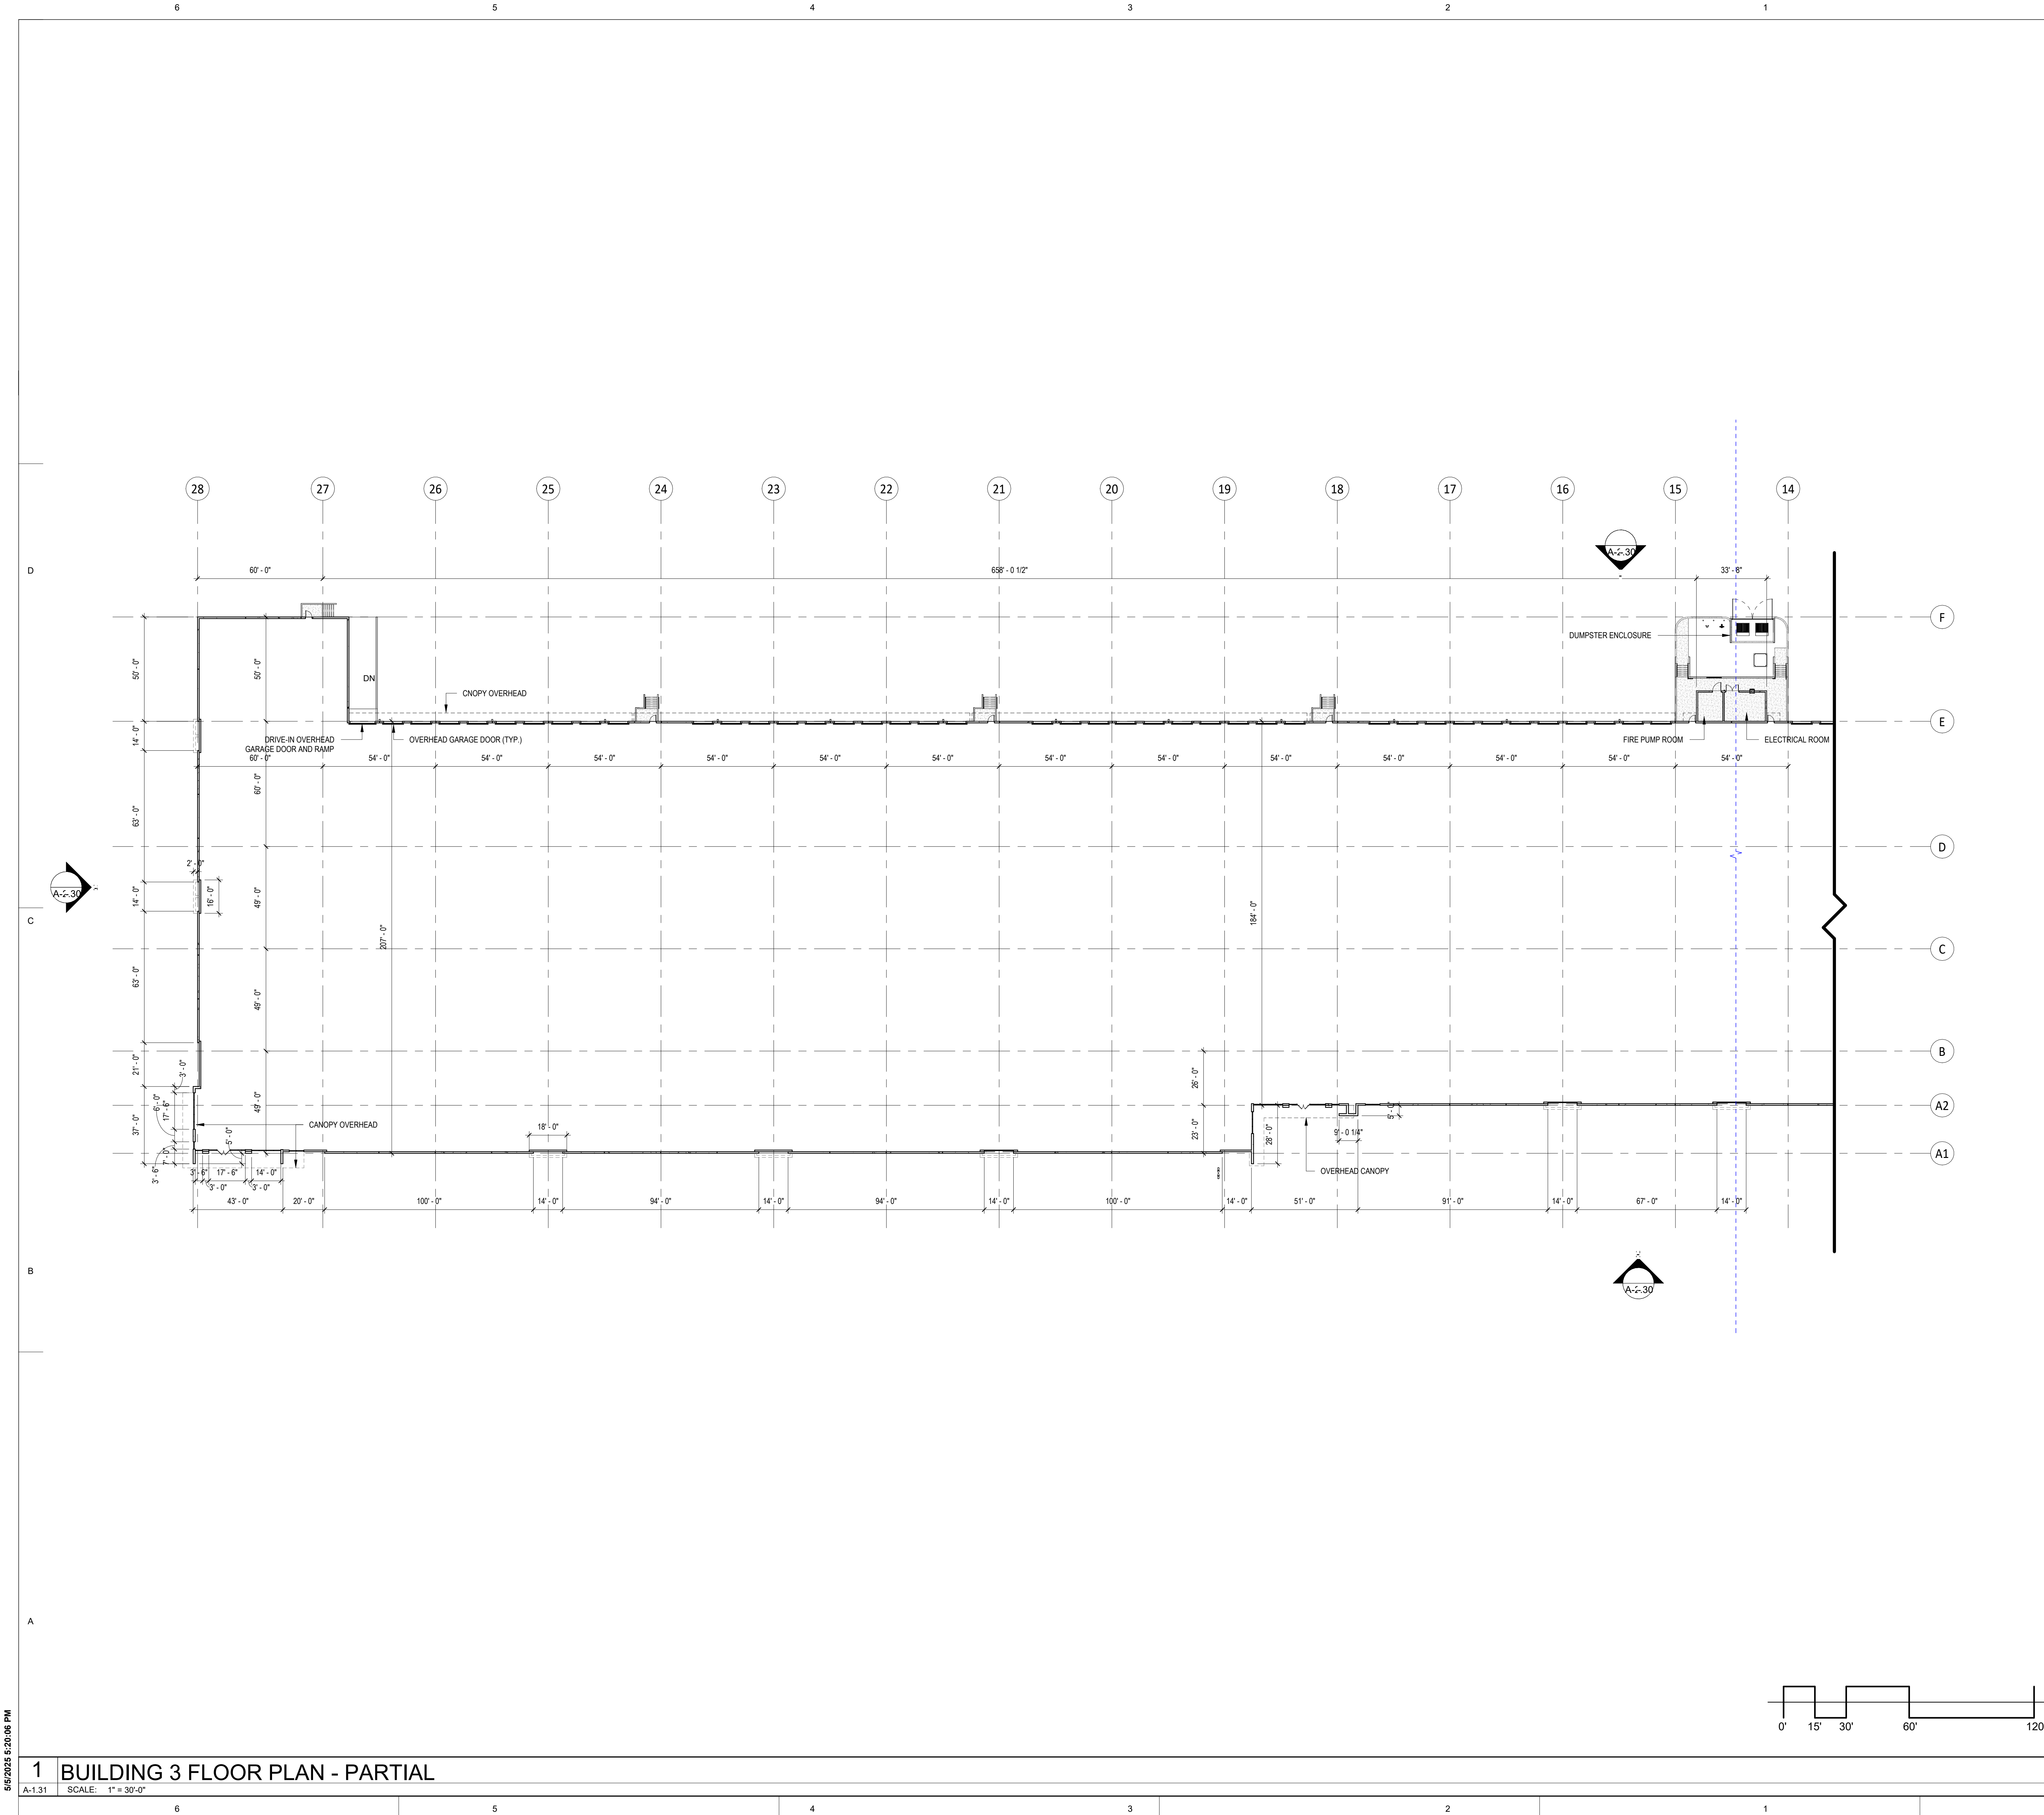 6 5 4 3 2 1
28 27 26 25 24 23 22 21 20 19 18 17 16 15 14
D
60' - 0" 658' - 0 1/2" 33' - 8"
F
DUMPSTER ENCLOSURE
50' - 0" 50' - 0"
DN
CNOPY OVERHEAD
E
14' - 0"
DRIVE-IN OVERHEAD
GARAGE DOOR AND RAMP
OVERHEAD GARAGE DOOR (TYP.)
FIRE PUMP ROOM
ELECTRICAL ROOM
60' - 0" 54' - 0" 54' - 0" 54' - 0" 54' - 0" 54' - 0" 54' - 0" 54' - 0" 54' - 0" 54' - 0" 54' - 0" 54' - 0" 54' - 0" 54' - 0"
60' - 0"
63' - 0"
D
2' - 0"
14' - 0" 16' - 0" 49' - 0"
184' - 0"
C
207' - 0"
C
63' - 0" 49' - 0"
B
21' - 0" 3' - 0"
26' - 0"
6' - 0" 17' - 6" 49' - 0"
A2
5' - 0"
37' - 0"
CANOPY OVERHEAD
18' - 0"
23' - 0" 28' - 0" 9' - 0 1/4"
5' - 0"
7' - 0"
A1
3' - 6"
3' - 6" 17' - 6" 14' - 0"
OVERHEAD CANOPY
3' - 0" 3' - 0"
43' - 0" 20' - 0" 100' - 0" 14' - 0" 94' - 0" 14' - 0" 94' - 0" 14' - 0" 100' - 0" 14' - 0" 51' - 0" 91' - 0" 14' - 0" 67' - 0" 14' - 0"
B
A
0' 15' 30' 60' 120
5/5/2025 5:20:06 PM
1 BUILDING 3 FLOOR PLAN - PARTIAL
A-1.31 SCALE: 1" = 30'-0"
6 5 4 3 2 1